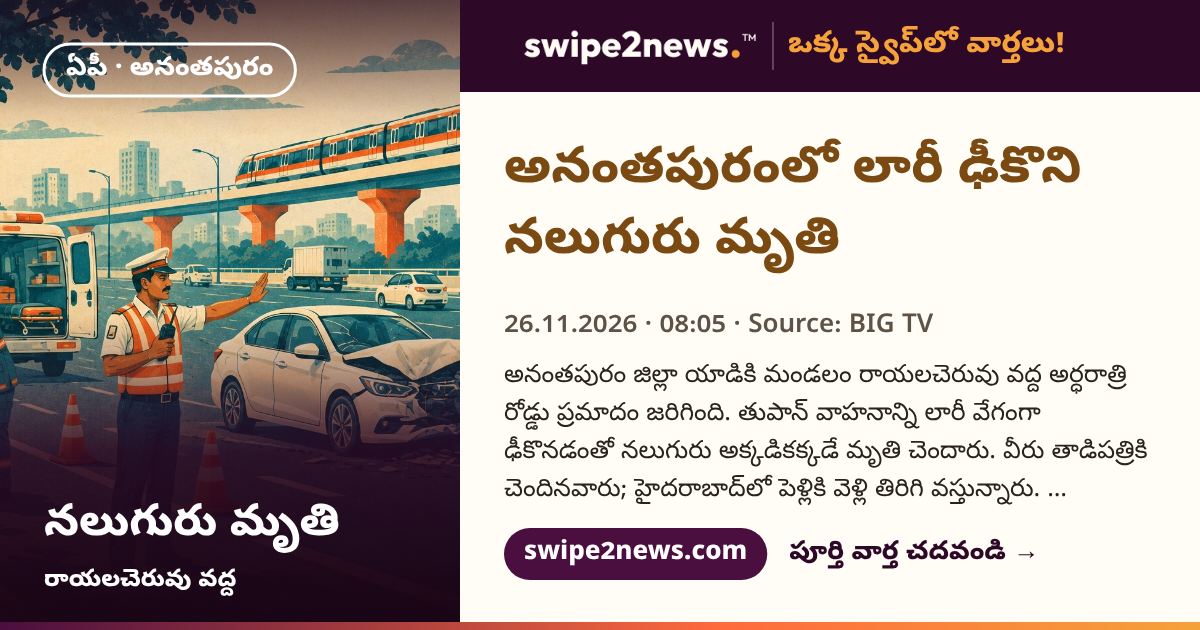 ఏపీ · అనంతపురం
swipe2news.™
ఒక్క స్వైప్‌లో వార్తలు!
అనంతపురంలో లారీ ఢీకొని
నలుగురు మృతి
26.11.2026 · 08:05 · Source: BIG TV
అనంతపురం జిల్లా యాడికి మండలం రాయలచెరువు వద్ద అర్ధరాత్రి
రోడ్డు ప్రమాదం జరిగింది. తుపాన్ వాహనాన్ని లారీ వేగంగా
ఢీకొనడంతో నలుగురు అక్కడికక్కడే మృతి చెందారు. వీరు తాడిపత్రికి
చెందినవారు; హైదరాబాద్‌లో పెళ్లికి వెళ్లి తిరిగి వస్తున్నారు. ...
నలుగురు మృతి
రాయలచెరువు వద్ద
swipe2news.com
పూర్తి వార్త చదవండి →